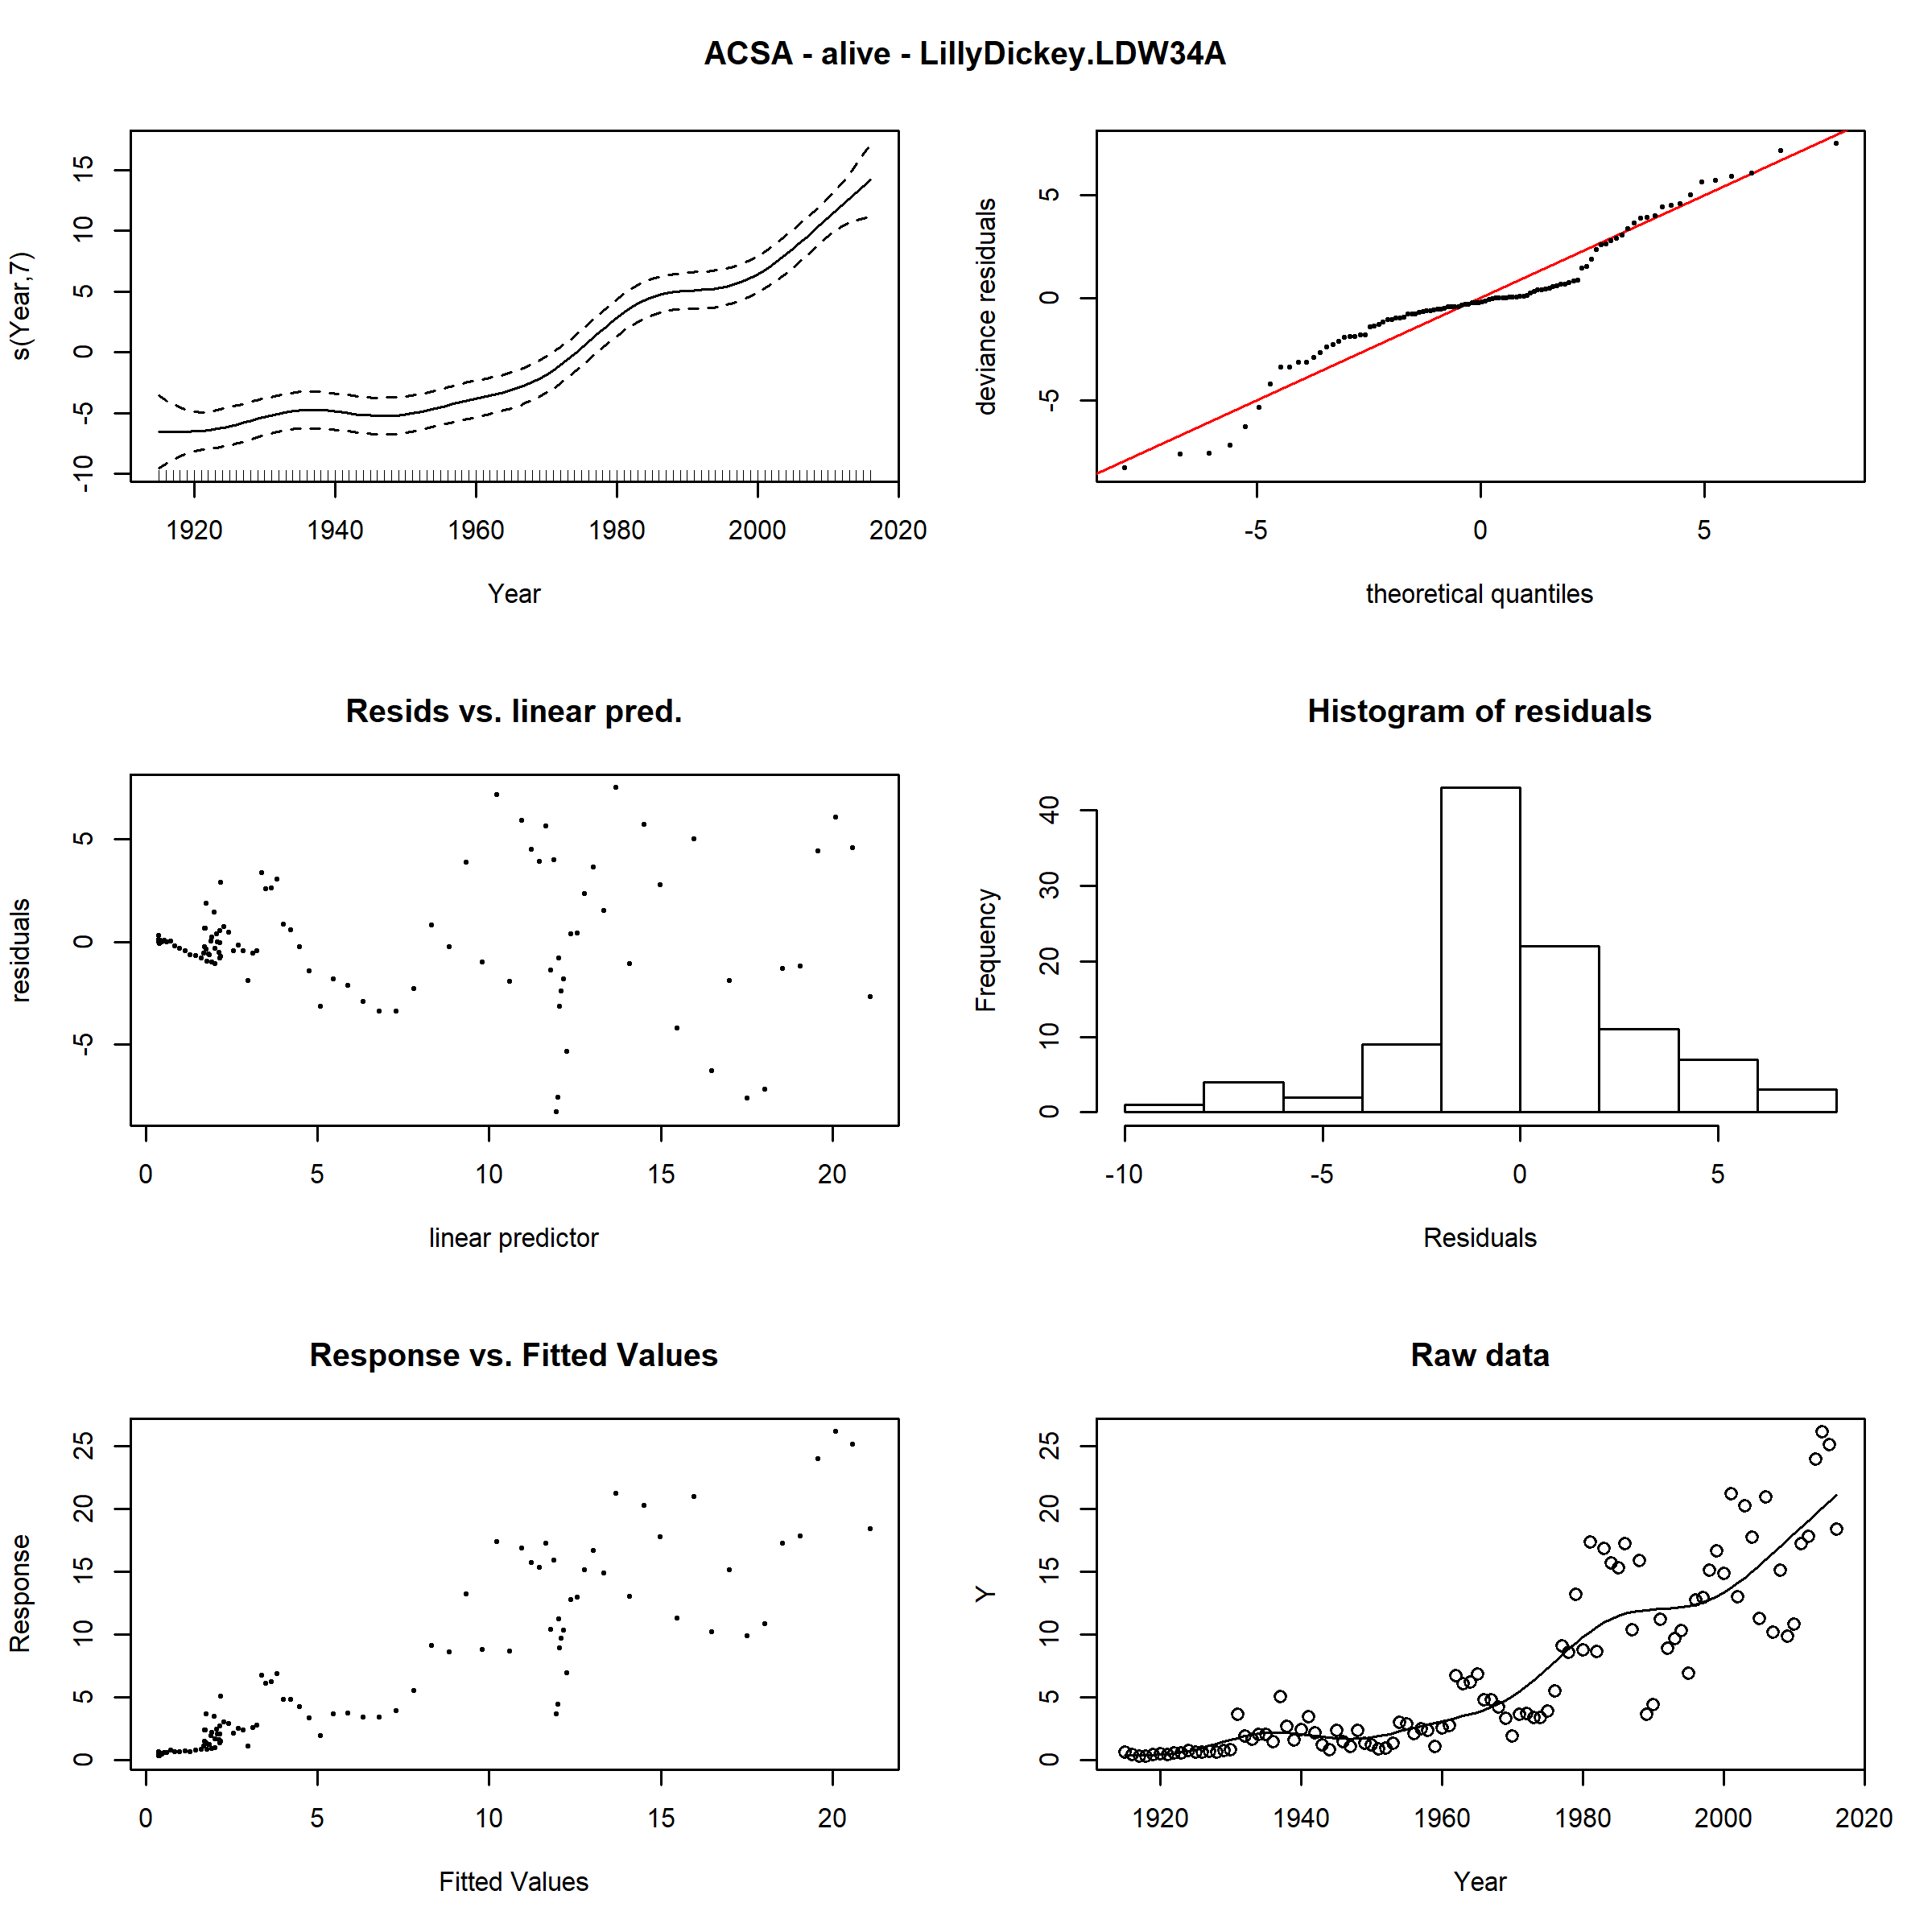 ACSA - alive - LillyDickey.LDW34A
s(Year,7)
15
10
5
0
-5
-10
1920 1940 1960 1980 2000 2020
Year
deviance residuals
5
0
-5
-5 0 5
theoretical quantiles
Resids vs. linear pred.
residuals
5
0
-5
0 5 10 15 20
linear predictor
Histogram of residuals
Frequency
40
30
20
10
0
-10 -5 0 5
Residuals
Response vs. Fitted Values
Response
25
20
15
10
5
0
0 5 10 15 20
Fitted Values
Raw data
Y
25
20
15
10
5
0
1920 1940 1960 1980 2000 2020
Year